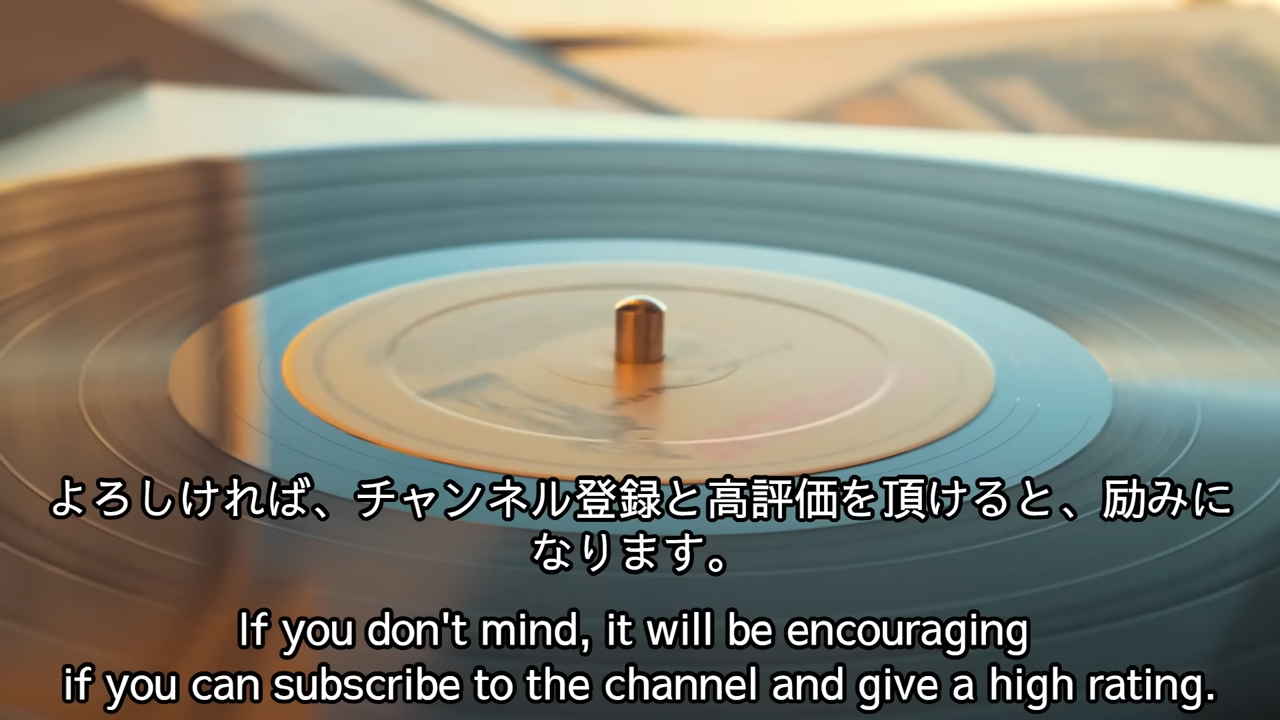 よろしければ、チャンネル登録と高評価を頂けると、励みに
なります。
If you don't mind, it will be encouraging
if you can subscribe to the channel and give a high rating.